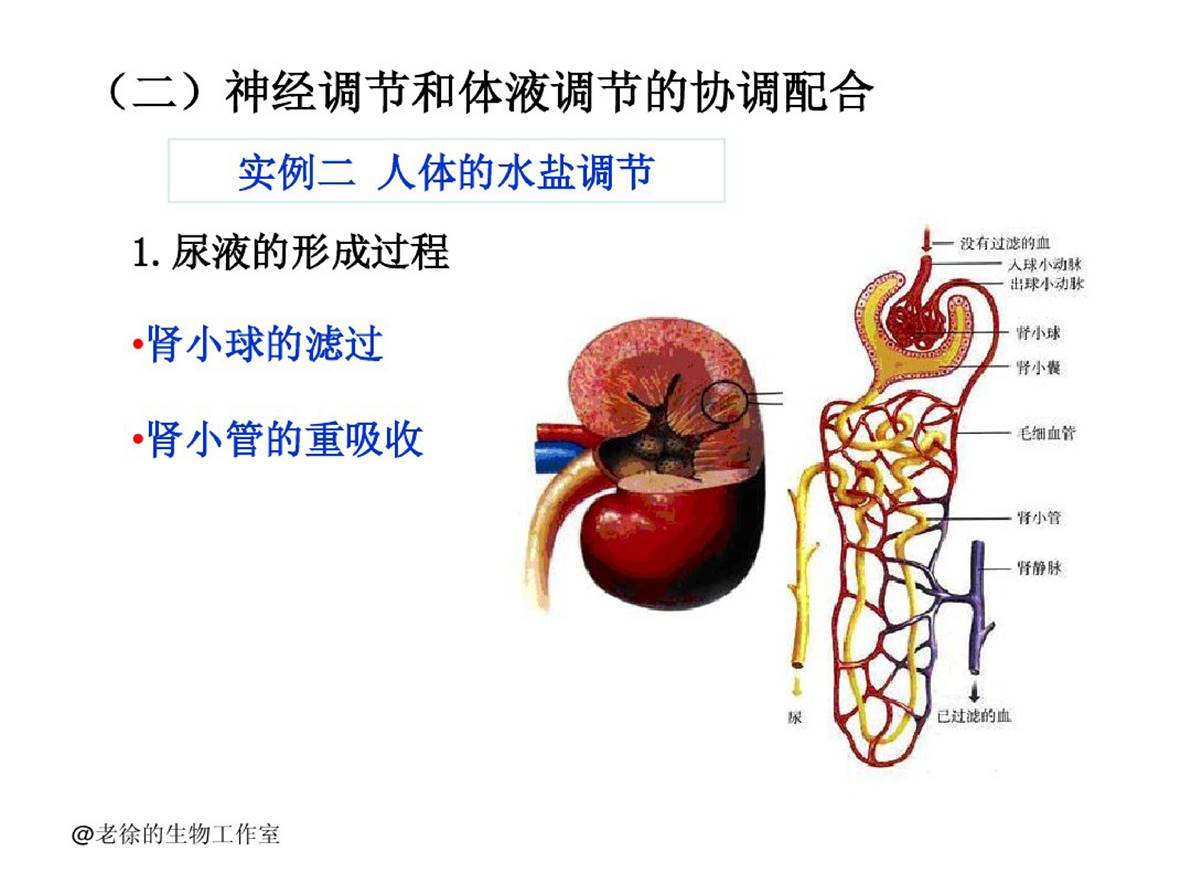 （二）神经调节和体液调节的协调配合
实例二 人体的水盐调节
1.尿液的形成过程
•肾小球的滤过
•肾小管的重吸收
没有过滤的血
入球小动脉
出球小动脉
肾小球
肾小囊
毛细血管
肾小管
肾静脉
尿
已过滤的血
@老徐的生物工作室